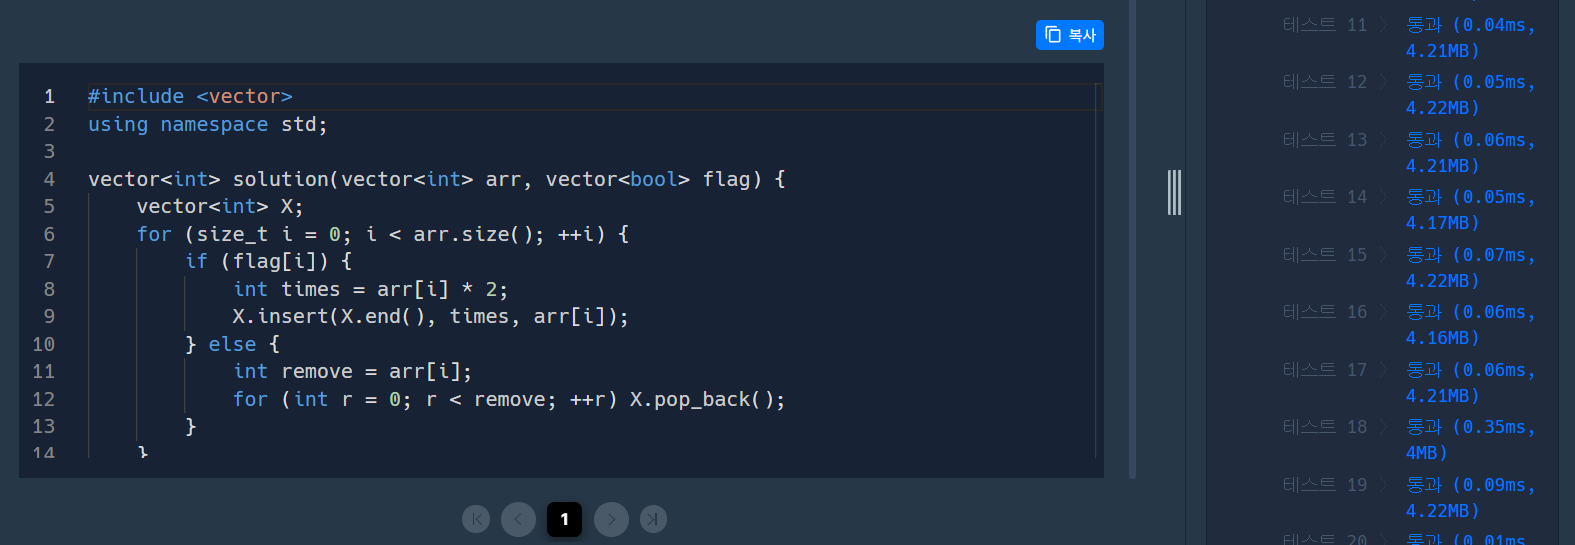 복사
1 #include <vector>
2 using namespace std;
3
4 vector<int> solution(vector<int> arr, vector<bool> flag) {
5     vector<int> X;
6     for (size_t i = 0; i < arr.size(); ++i) {
7         if (flag[i]) {
8             int times = arr[i] * 2;
9             X.insert(X.end(), times, arr[i]);
10         } else {
11             int remove = arr[i];
12             for (int r = 0; r < remove; ++r) X.pop_back();
13         }
14     }
1
테스트 11 〉 통과 (0.04ms,
4.21MB)
테스트 12 〉 통과 (0.05ms,
4.22MB)
테스트 13 〉 통과 (0.06ms,
4.21MB)
테스트 14 〉 통과 (0.05ms,
4.17MB)
테스트 15 〉 통과 (0.07ms,
4.22MB)
테스트 16 〉 통과 (0.06ms,
4.16MB)
테스트 17 〉 통과 (0.06ms,
4.21MB)
테스트 18 〉 통과 (0.35ms,
4MB)
테스트 19 〉 통과 (0.09ms,
4.22MB)
테스트 20 〉 통과 (0.01ms,